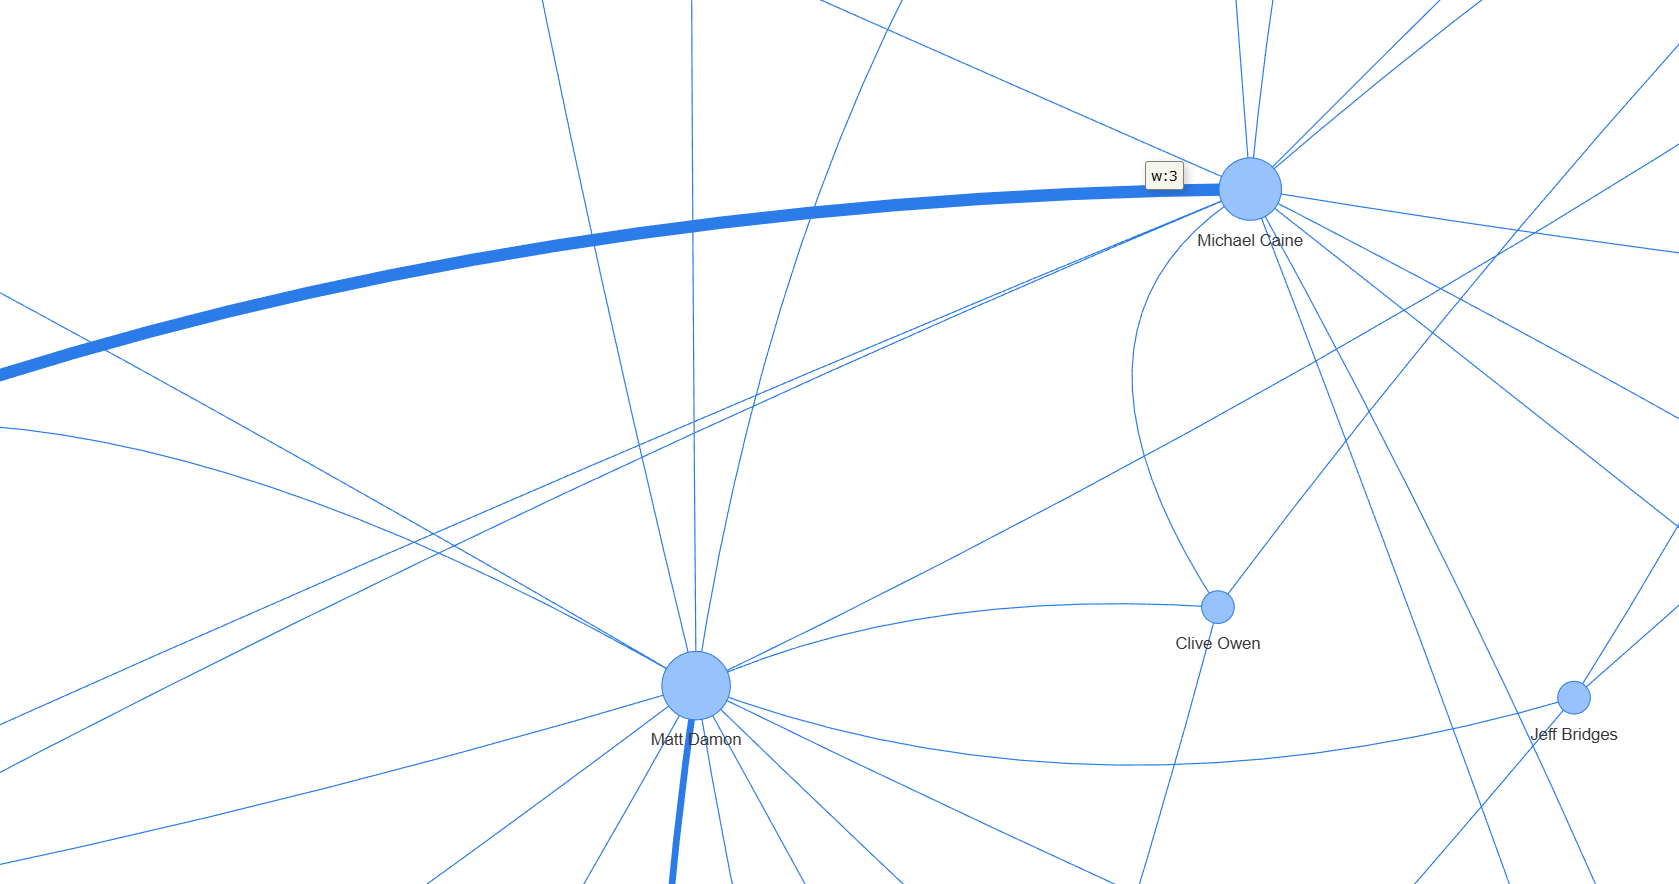 w:3
Michael Caine
Clive Owen
Matt Damon
Jeff Bridges